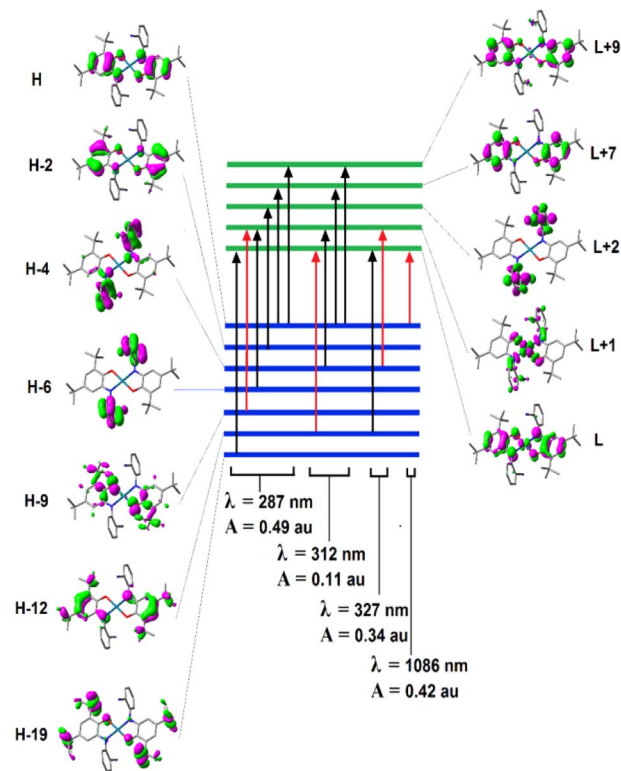 H
H-2
H-4
H-6
H-9
H-12
H-19
L+9
L+7
L+2
L+1
L
λ = 287 nm
A = 0.49 au
λ = 312 nm
A = 0.11 au
λ = 327 nm
A = 0.34 au
λ = 1086 nm
A = 0.42 au